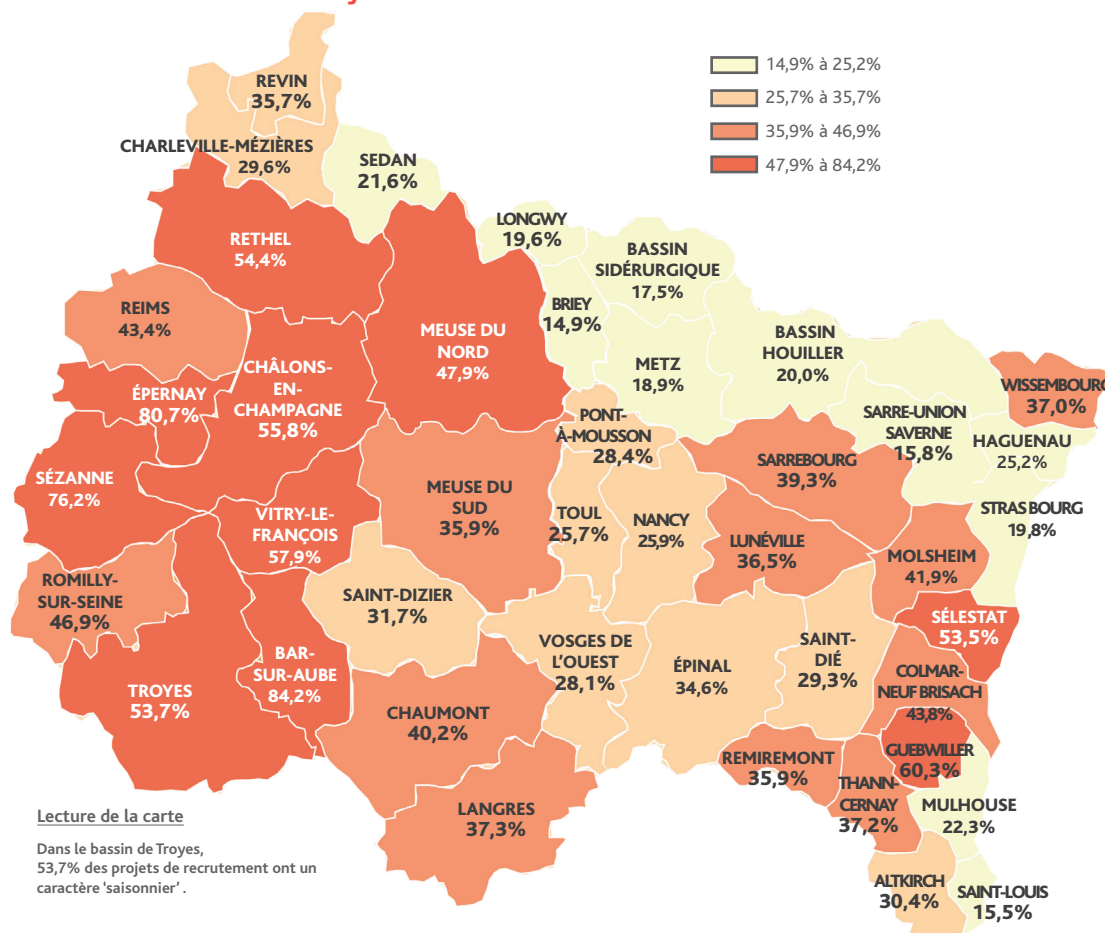 14,9% à 25,2%
25,7% à 35,7%
35,9% à 46,9%
47,9% à 84,2%
REVIN
35,7%
CHARLEVILLE-MÉZIÈRES
29,6%
SEDAN
21,6%
RETHEL
54,4%
LONGWY
19,6%
BASSIN
SIDÉRURGIQUE
17,5%
BRIEY
14,9%
REIMS
43,4%
MEUSE DU
NORD
47,9%
METZ
18,9%
BASSIN
HOUILLER
20,0%
WISSEMBOURG
37,0%
ÉPERNAY
80,7%
CHÂLONS-
EN-
CHAMPAGNE
55,8%
PONT-
À-MOUSSON
28,4%
SARRE-UNION
SAVERNE
15,8%
HAGUENAU
25,2%
SÉZANNE
76,2%
SARREBOURG
39,3%
MEUSE DU
SUD
35,9%
VITRY-LE-
FRANÇOIS
57,9%
TOUL
25,7%
NANCY
25,9%
LUNÉVILLE
36,5%
STRASBOURG
19,8%
MOLSHEIM
41,9%
ROMILLY-
SUR-SEINE
46,9%
SAINT-DIZIER
31,7%
SÉLESTAT
53,5%
VOSGES DE
L'OUEST
28,1%
ÉPINAL
34,6%
SAINT-
DIÉ
29,3%
BAR-
SUR-AUBE
84,2%
TROYES
53,7%
COLMAR-
NEUF BRISACH
43,8%
CHAUMONT
40,2%
GUEBWILLER
60,3%
REMIREMONT
35,9%
THANN-
CERNAY
37,2%
LANGRES
37,3%
MULHOUSE
22,3%
ALTKIRCH
30,4%
SAINT-LOUIS
15,5%
Lecture de la carte
Dans le bassin de Troyes,
53,7% des projets de recrutement ont un
caractère 'saisonnier' .